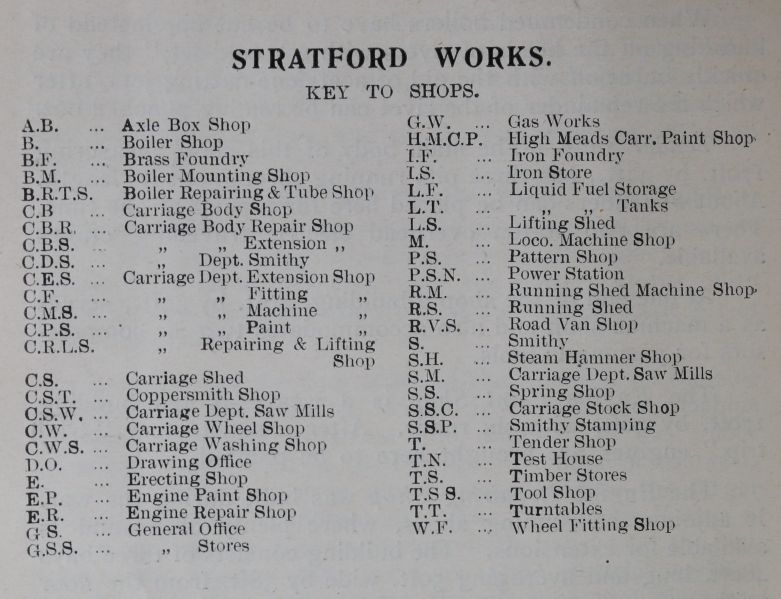 STRATFORD WORKS.
KEY TO SHOPS.
A.B. ... Axle Box Shop
B. ... Boiler Shop
B.F. ... Brass Foundry
B.M. ... Boiler Mounting Shop
B.R.T.S. Boiler Repairing & Tube Shop
C.B ... Carriage Body Shop
C.B.R. ... Carriage Body Repair Shop
C.B.S. ... „ „ Extension „
C.D.S. ... „ Dept. Smithy
C.E.S. ... Carriage Dept. Extension Shop
C.F. ... „ „ Fitting „
C.M.S. ... „ „ Machine „
C.P.S. ... „ „ Paint „
C.R.L.S. „ Repairing & Lifting
Shop
C.S. ... Carriage Shed
C.S.T. ... Coppersmith Shop
C.S.W. ... Carriage Dept. Saw Mills
C.W. ... Carriage Wheel Shop
C.W.S. ... Carriage Washing Shop
D.O. ... Drawing Office
E. ... Erecting Shop
E.P. ... Engine Paint Shop
E.R. ... Engine Repair Shop
G S. ... General Office
G.S.S. ... „ Stores
G.W. ... Gas Works
H.M.C.P. High Meads Carr. Paint Shop
I.F. ... Iron Foundry
I.S. ... Iron Store
L.F. ... Liquid Fuel Storage
L.T. ... „ „ Tanks
L.S. ... Lifting Shed
M. ... Loco. Machine Shop
P.S. ... Pattern Shop
P.S.N. ... Power Station
R.M. ... Running Shed Machine Shop
R.S. ... Running Shed
R.V.S. ... Road Van Shop
S. ... Smithy
S.H. ... Steam Hammer Shop
S.M. ... Carriage Dept. Saw Mills
S.S. ... Spring Shop
S.S.C. ... Carriage Stock Shop
S.S.P. ... Smithy Stamping
T. ... Tender Shop
T.N. ... Test House
T.S. ... Timber Stores
T.S S. ... Tool Shop
T.T. ... Turntables
W.F. ... Wheel Fitting Shop